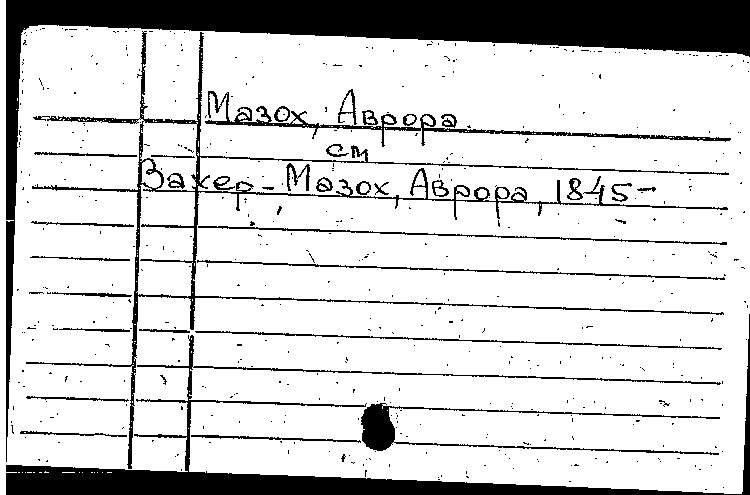 Мазох, Аврора
см
Захер-Мазох, Аврора, 1845-